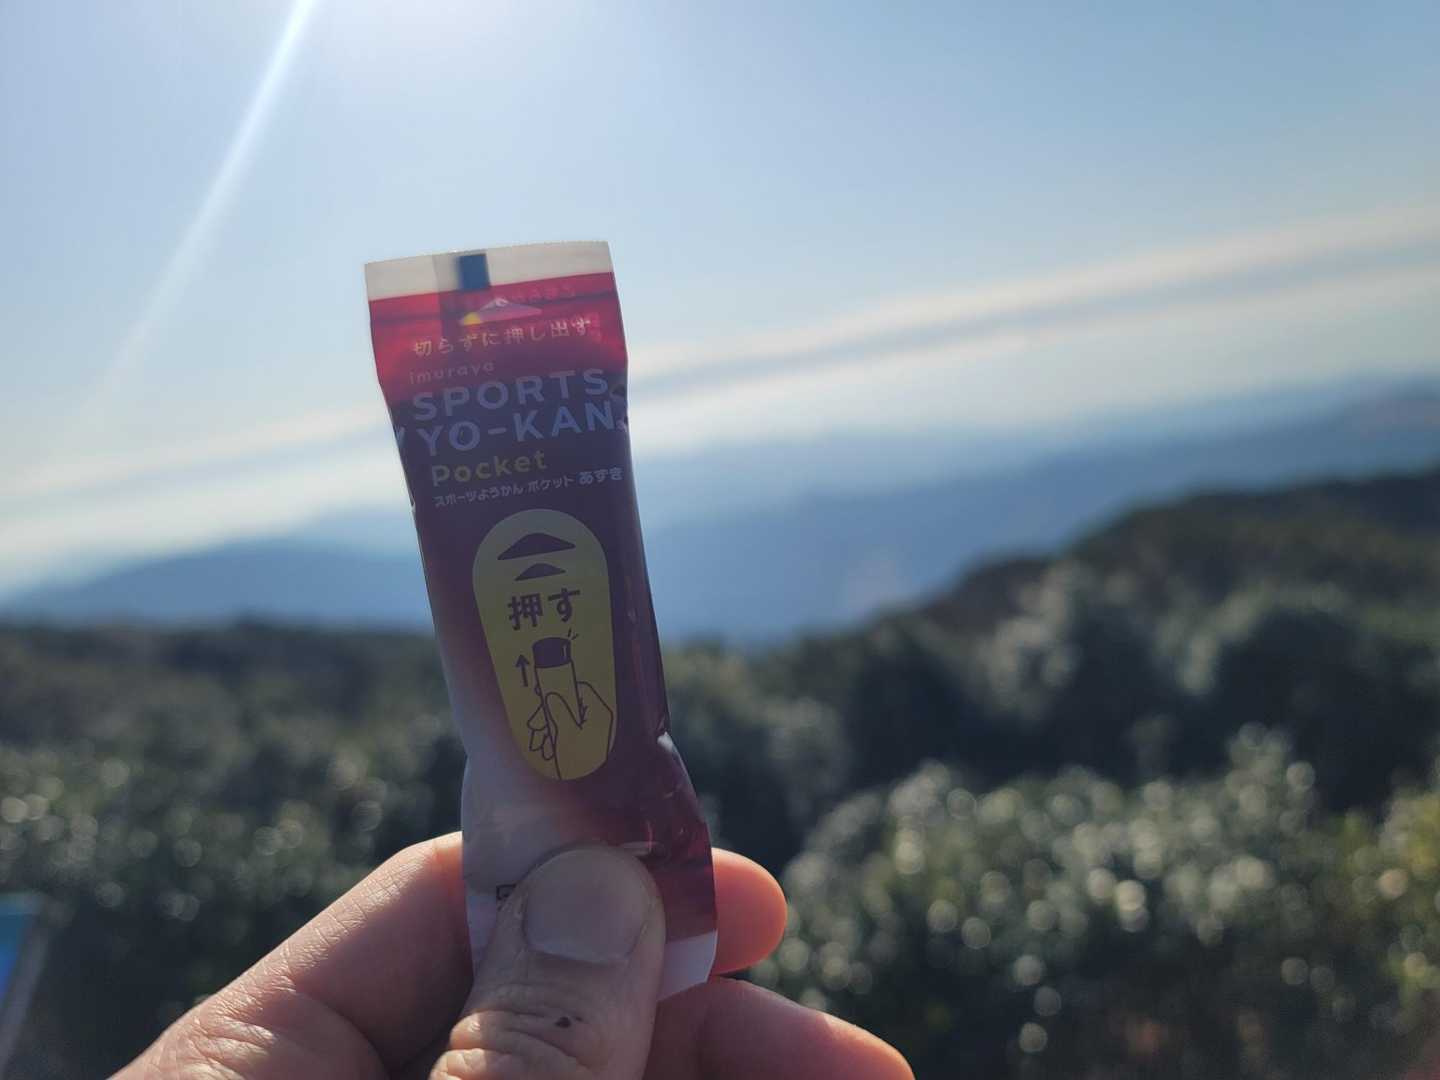 切らずに押し出す
imuraya
SPORTS
YO-KAN
Pocket
スポーツようかん ポケット あずき
押す